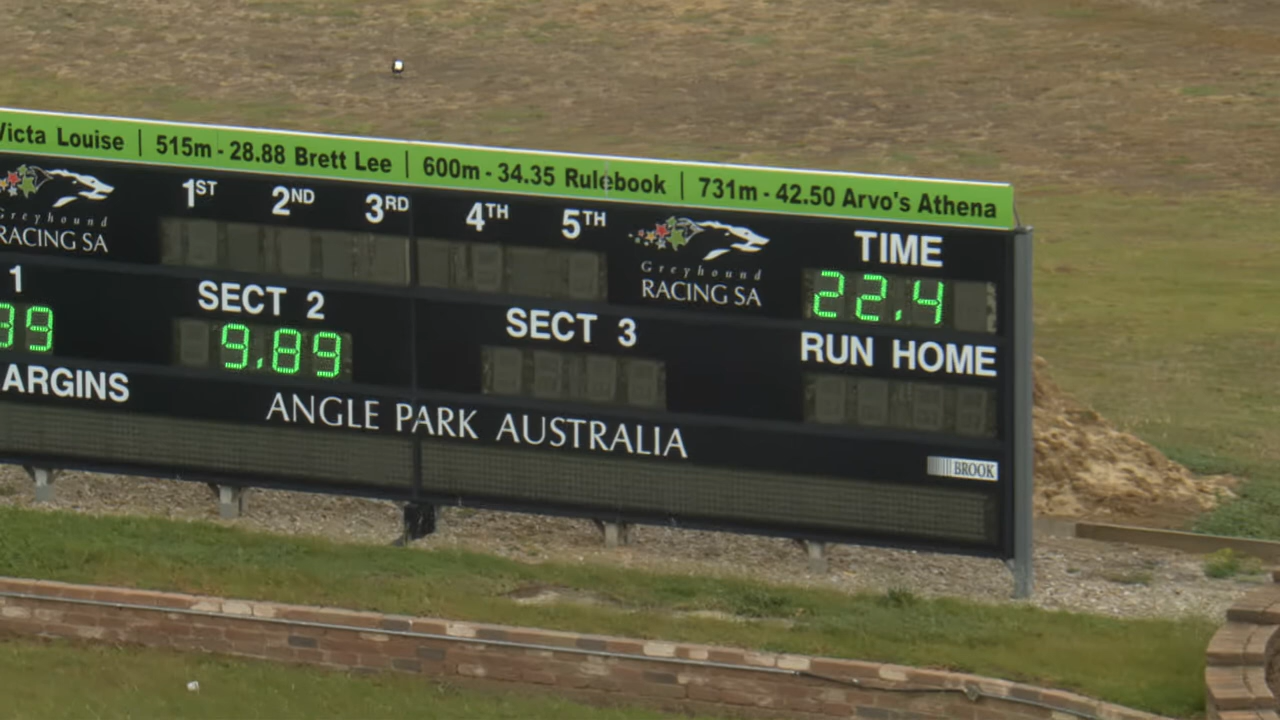 Victa Louise | 515m - 28.88 Brett Lee | 600m - 34.35 Rulebook | 731m - 42.50 Arvo's Athena
1ST 2ND 3RD 4TH 5TH
Greyhound
RACING SA
Greyhound
RACING SA
TIME
22.4
1
SECT 2
9.89
SECT 3
RUN HOME
ARGINS
ANGLE PARK AUSTRALIA
BROOK